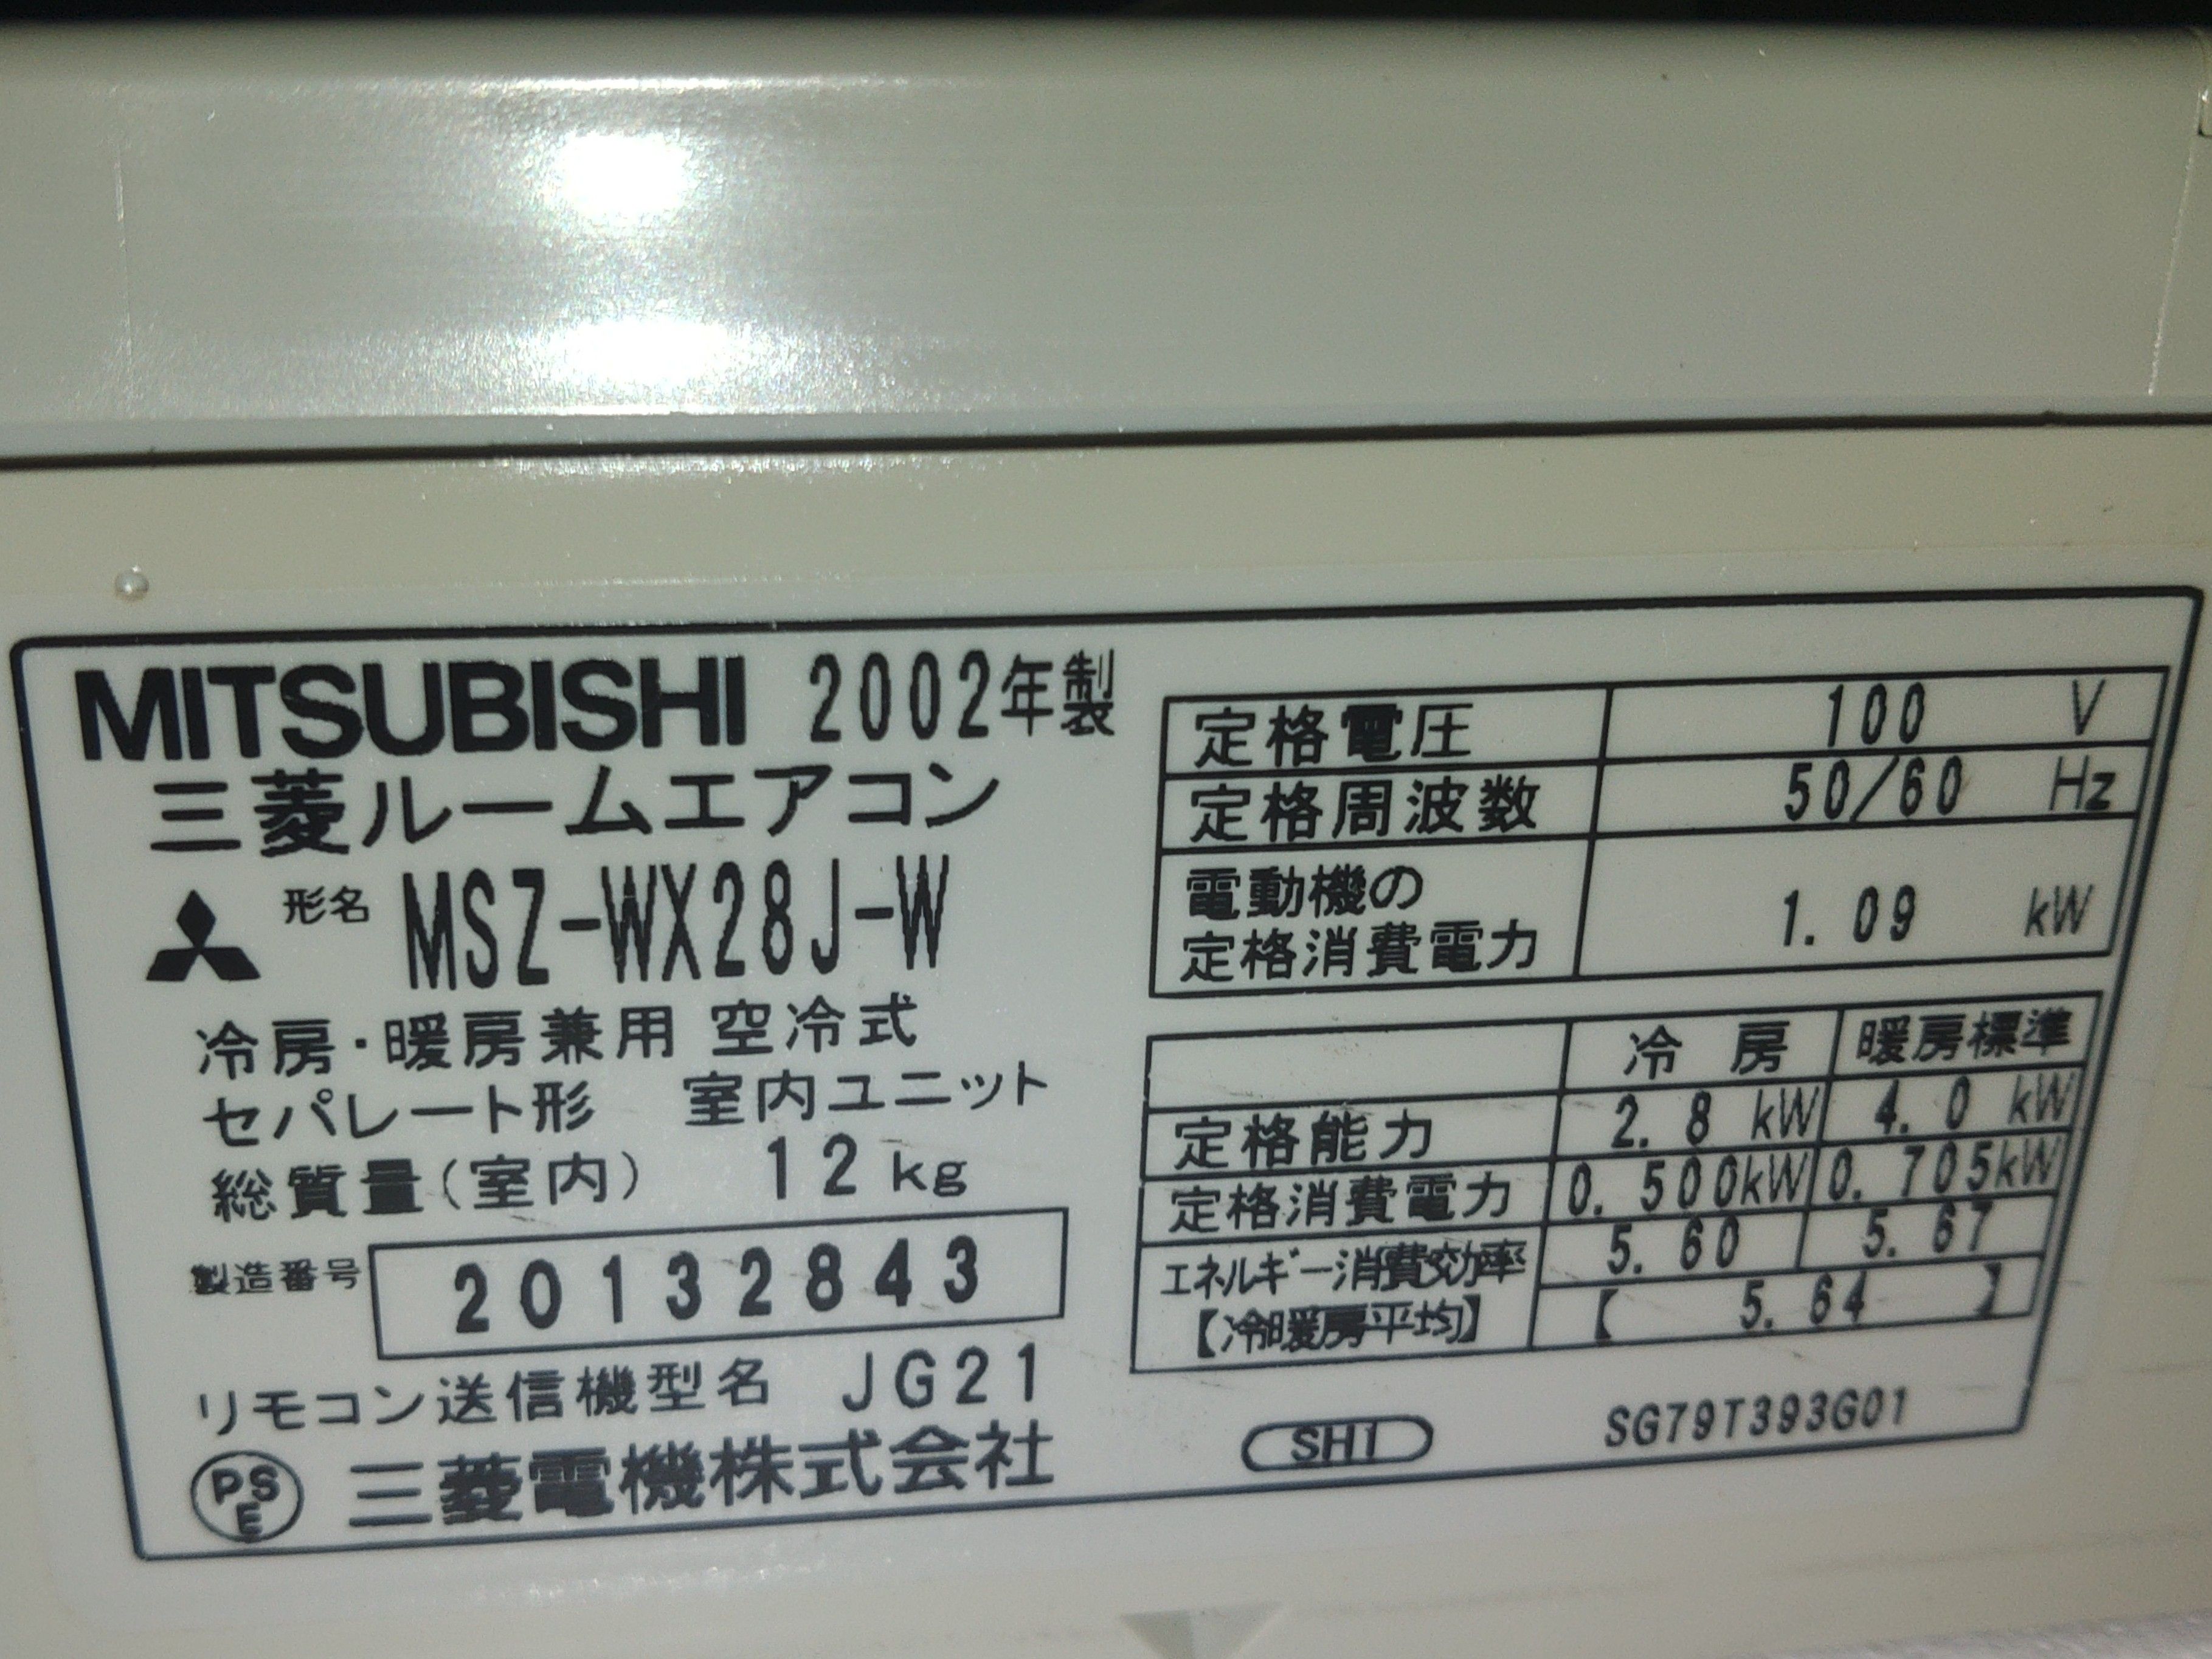 MITSUBISHI 2002年製
三菱ルームエアコン
形名 MSZ-WX28J-W
冷房・暖房兼用 空冷式
セパレート形 室内ユニット
総質量(室内) 12kg
製造番号 20132843
リモコン送信機型名 JG21
PSE 三菱電機株式会社
定格電圧 100 V
定格周波数 50/60 Hz
電動機の
定格消費電力 1.09 kW
冷房 暖房標準
定格能力 2.8 kW 4.0 kW
定格消費電力 0.500kW 0.705kW
エネルギー消費効率 5.60 5.67
【冷暖房平均】 【 5.64 】
SH1 SG79T393G01